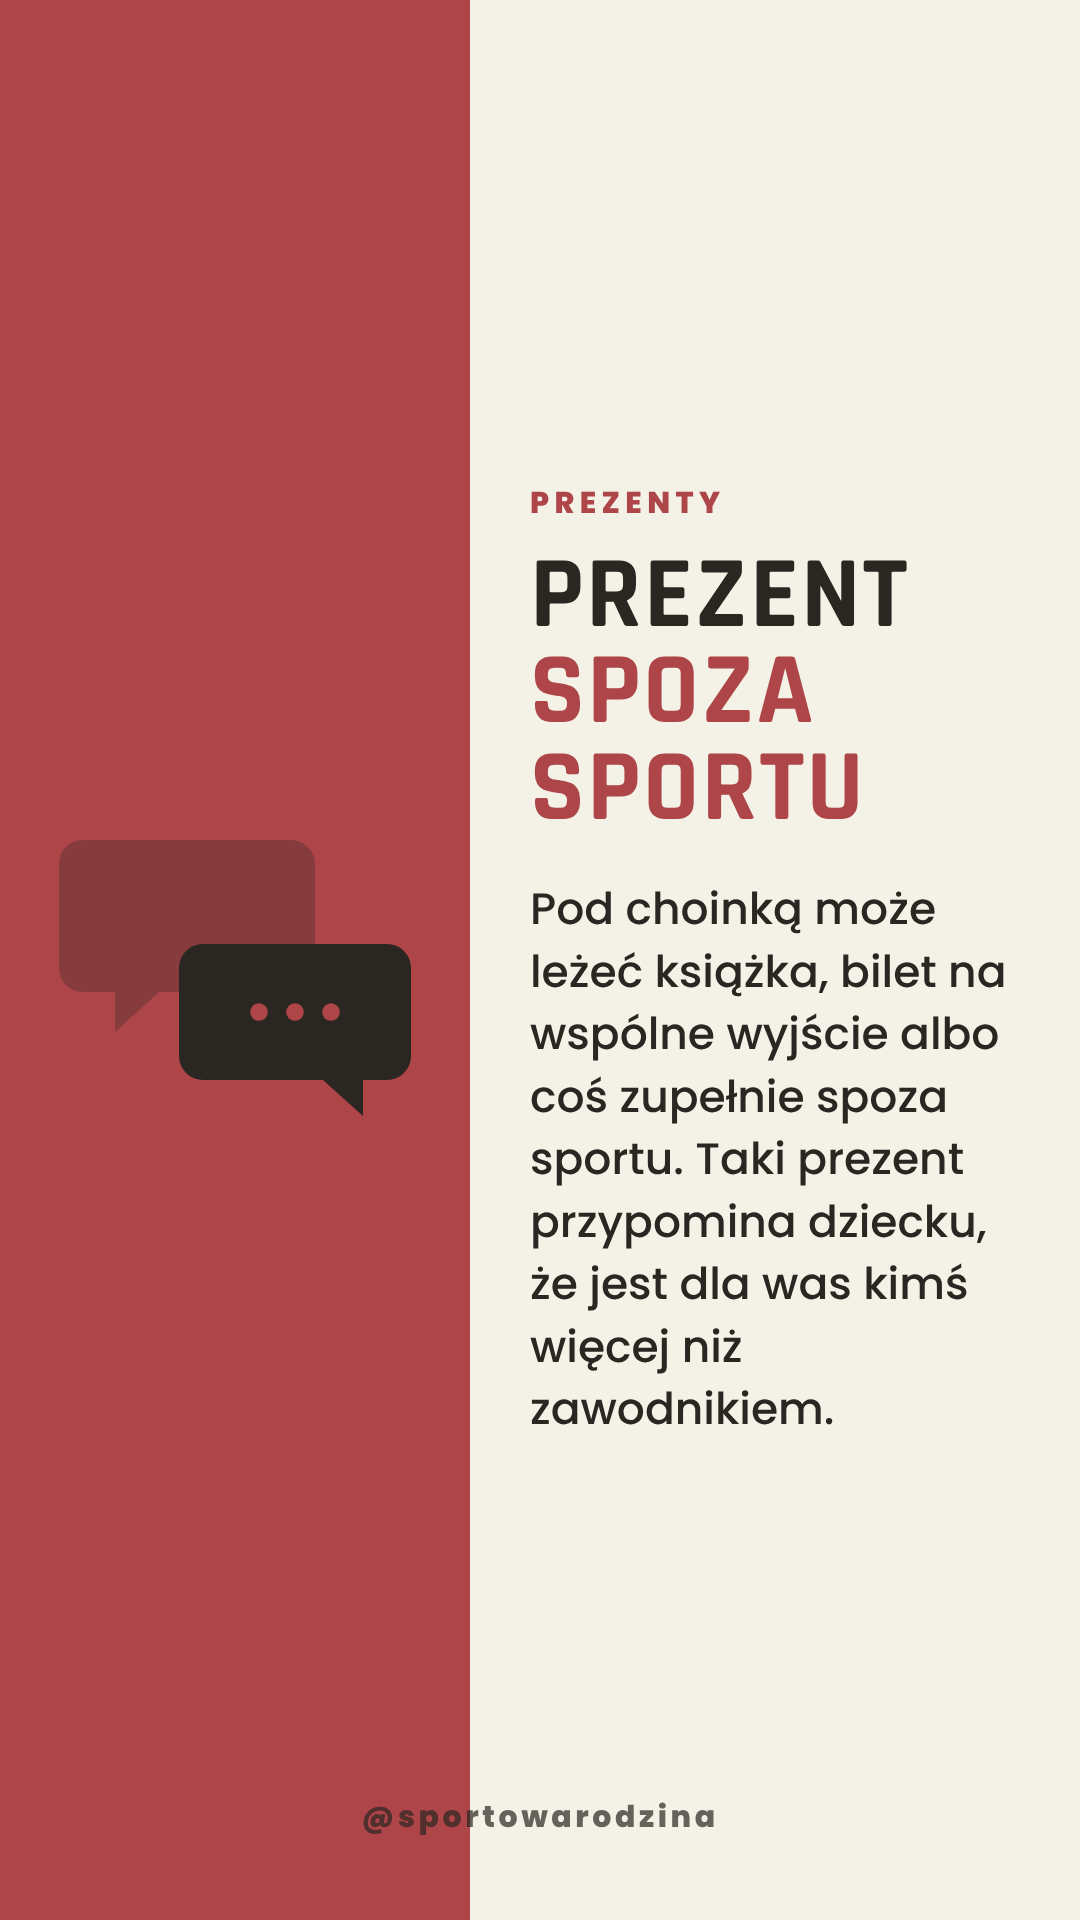 PREZENTY
PREZENT
SPOZA
SPORTU
Pod choinką może
leżeć książka, bilet na
wspólne wyjście albo
coś zupełnie spoza
sportu. Taki prezent
przypomina dziecku,
że jest dla was kimś
więcej niż
zawodnikiem.
@sportowarodzina